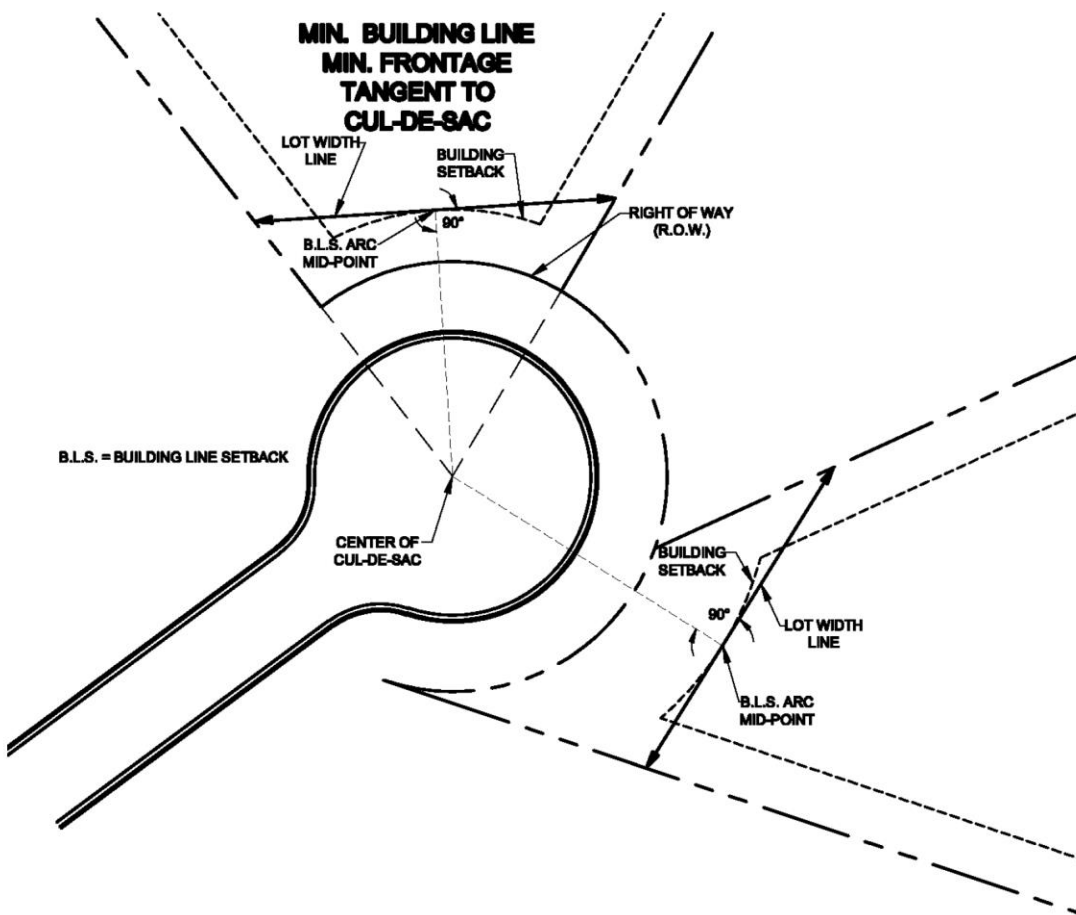 MIN. BUILDING LINE
MIN. FRONTAGE
TANGENT TO
CUL-DE-SAC
LOT WIDTH
LINE
BUILDING
SETBACK
90°
B.L.S. ARC
MID-POINT
RIGHT OF WAY
(R.O.W.)
B.L.S. = BUILDING LINE SETBACK
CENTER OF
CUL-DE-SAC
BUILDING
SETBACK
90°
LOT WIDTH
LINE
B.L.S. ARC
MID-POINT